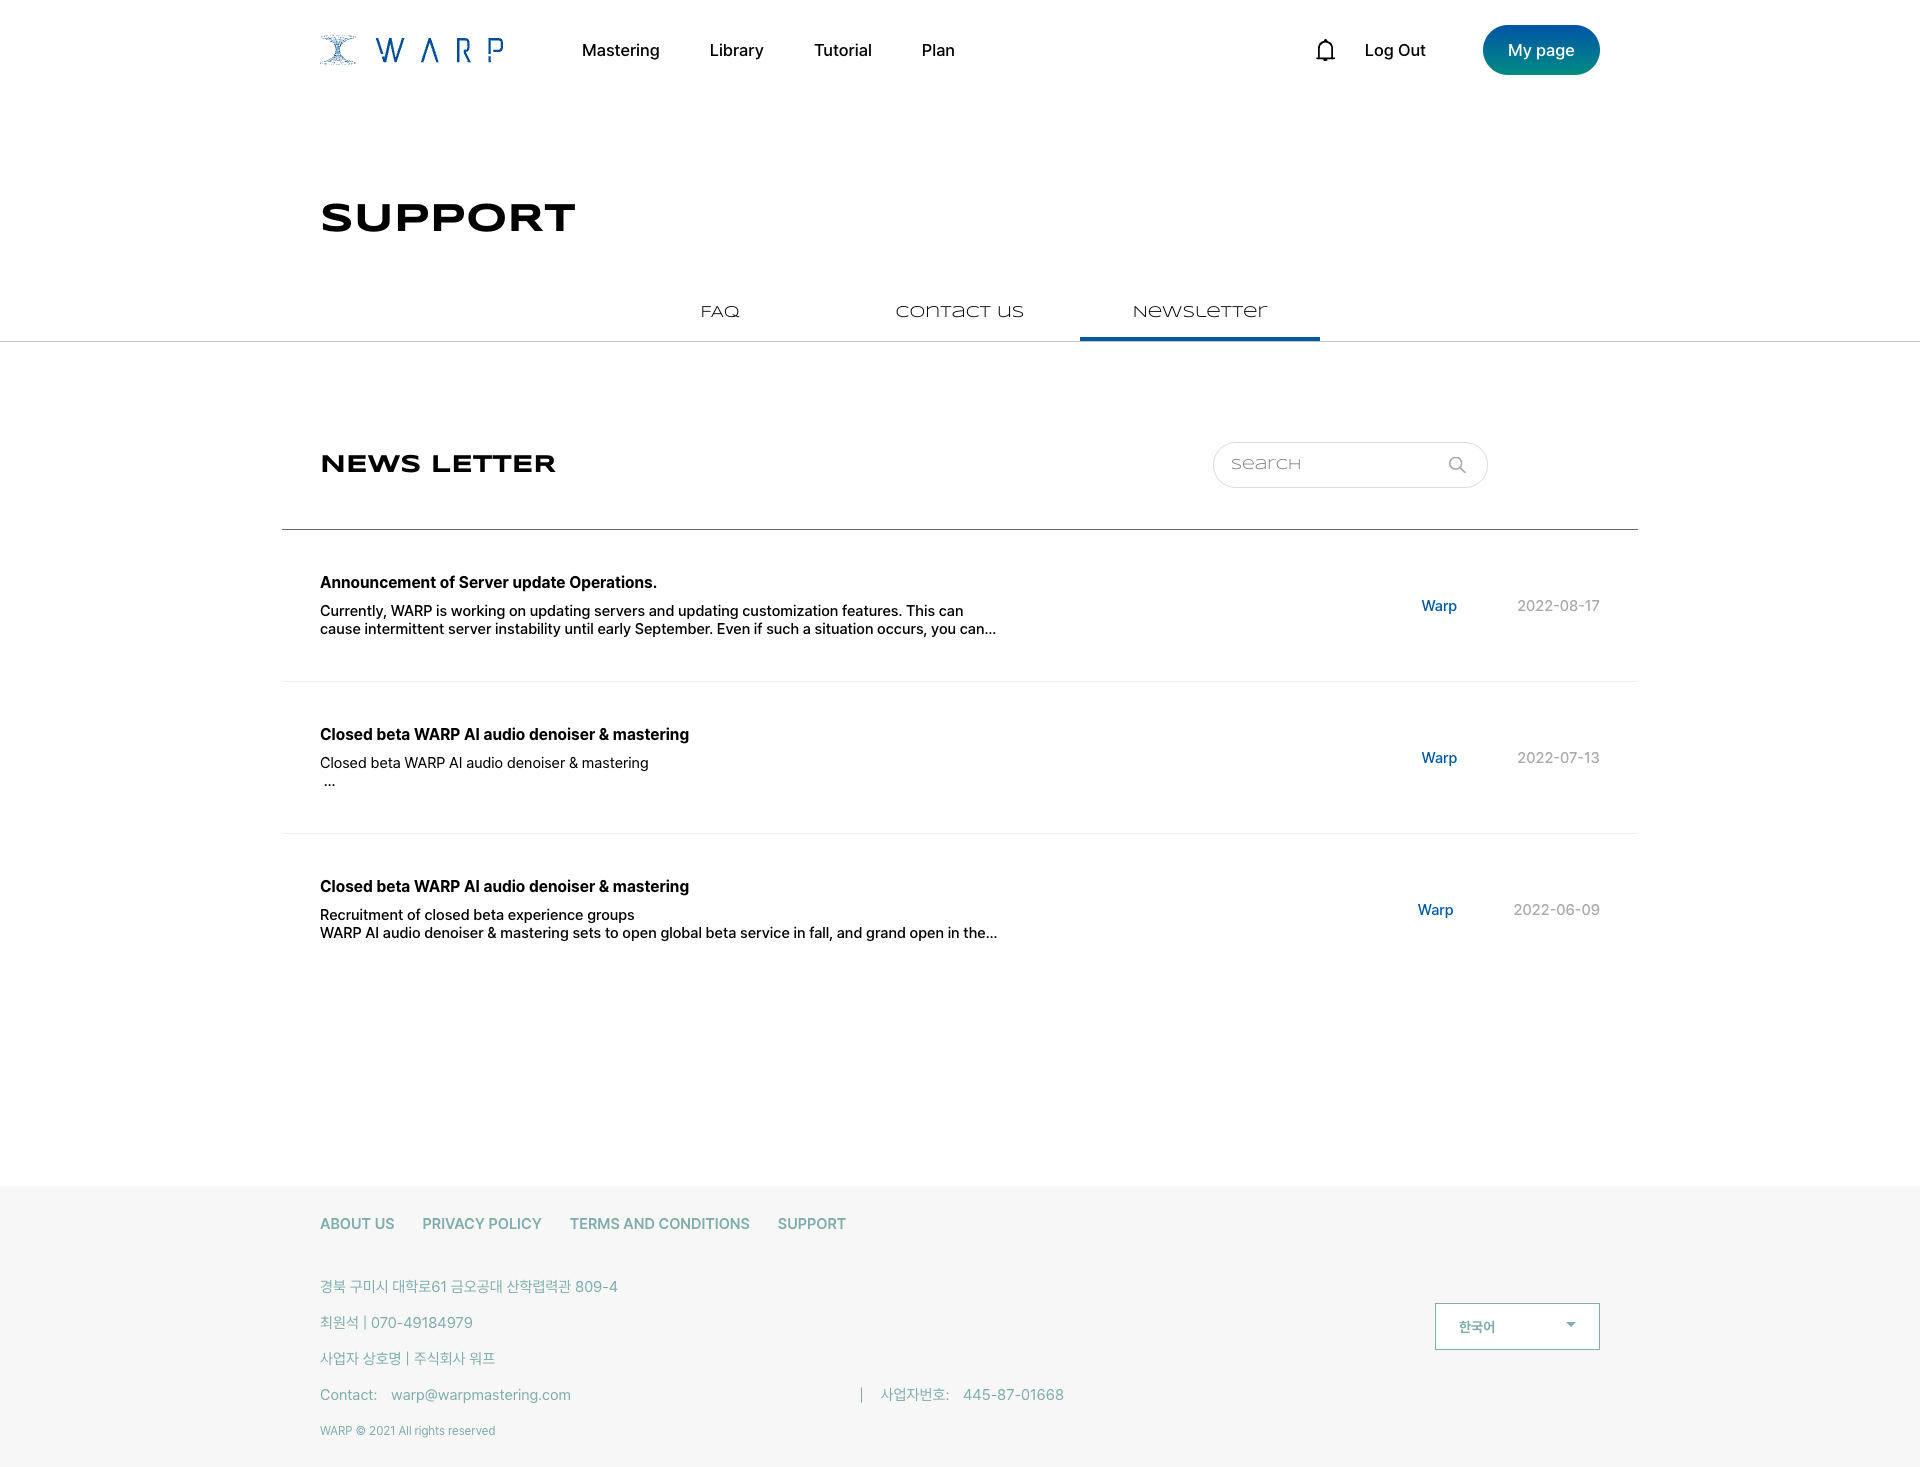 WARP
Mastering
Library
Tutorial
Plan
Log Out
My page
SUPPORT
FAQ
Contact us
Newsletter
NEWS LETTER
Search
Announcement of Server update Operations.
Currently, WARP is working on updating servers and updating customization features. This can
cause intermittent server instability until early September. Even if such a situation occurs, you can...
Warp
2022-08-17
Closed beta WARP AI audio denoiser & mastering
Closed beta WARP AI audio denoiser & mastering
...
Warp
2022-07-13
Closed beta WARP AI audio denoiser & mastering
Recruitment of closed beta experience groups
WARP AI audio denoiser & mastering sets to open global beta service in fall, and grand open in the...
Warp
2022-06-09
ABOUT US
PRIVACY POLICY
TERMS AND CONDITIONS
SUPPORT
경북 구미시 대학로61 금오공대 산학렵력관 809-4
최원석 | 070-49184979
사업자 상호명 | 주식회사 워프
한국어
Contact: warp@warpmastering.com | 사업자번호: 445-87-01668
WARP © 2021 All rights reserved